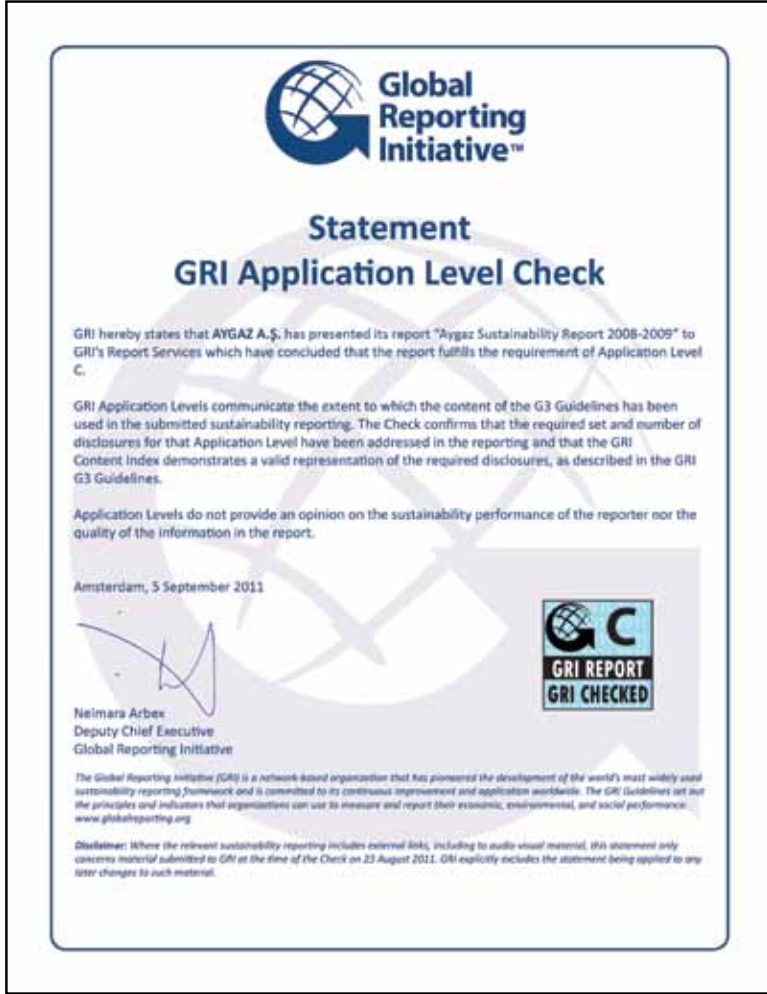 Global
Reporting
Initiative™
Statement
GRI Application Level Check
GRI hereby states that AYGAZ A.Ş. has presented its report "Aygaz Sustainability Report 2008-2009" to
GRI's Report Services which have concluded that the report fulfills the requirement of Application Level
C.
GRI Application Levels communicate the extent to which the content of the G3 Guidelines has been
used in the submitted sustainability reporting. The Check confirms that the required set and number of
disclosures for that Application Level have been addressed in the reporting and that the GRI
Content Index demonstrates a valid representation of the required disclosures, as described in the GRI
G3 Guidelines.
Application Levels do not provide an opinion on the sustainability performance of the reporter nor the
quality of the information in the report.
Amsterdam, 5 September 2011
C
GRI REPORT
GRI CHECKED
Nelmara Arbex
Deputy Chief Executive
Global Reporting Initiative
The Global Reporting Initiative (GRI) is a network-based organization that has pioneered the development of the world's most widely used
sustainability reporting framework and is committed to its continuous improvement and application worldwide. The GRI Guidelines set out
the principles and indicators that organizations can use to measure and report their economic, environmental, and social performance.
www.globalreporting.org
Disclaimer: Where the relevant sustainability reporting includes external links, including to audio visual material, this statement only
concerns material submitted to GRI at the time of the Check on 23 August 2011. GRI explicitly excludes the statement being applied to any
later changes to such material.